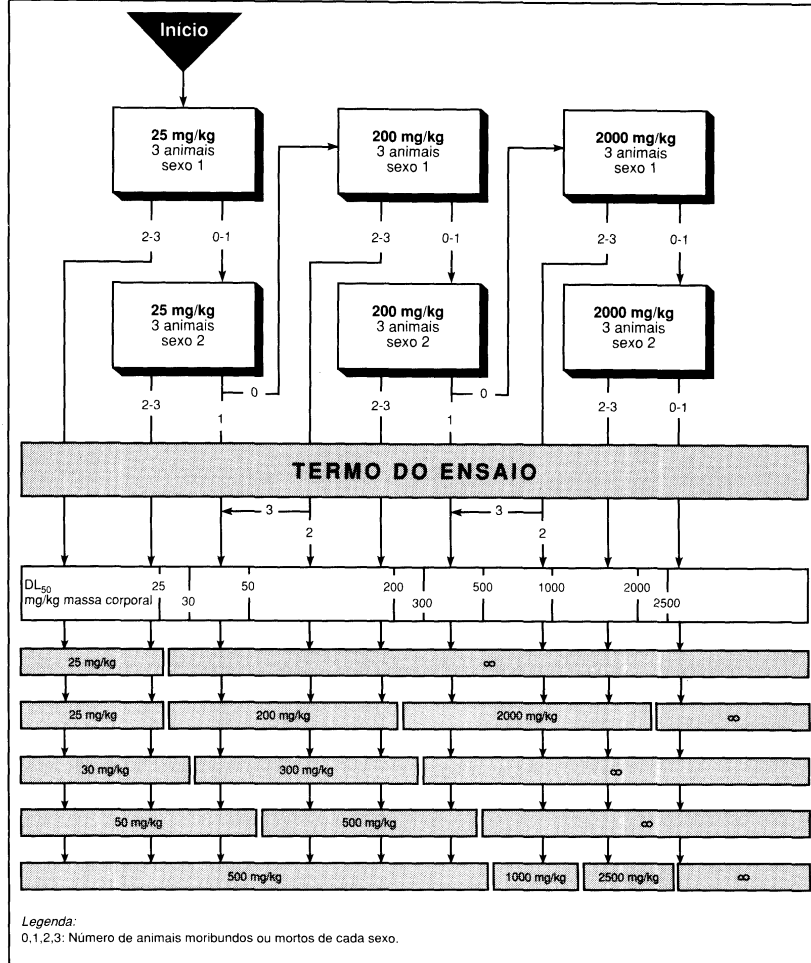 Início
25 mg/kg
3 animais
sexo 1
200 mg/kg
3 animais
sexo 1
2000 mg/kg
3 animais
sexo 1
2-3
0-1
2-3
0-1
2-3
0-1
25 mg/kg
3 animais
sexo 2
200 mg/kg
3 animais
sexo 2
2000 mg/kg
3 animais
sexo 2
0
0
2-3
1
2-3
1
2-3
0-1
TERMO DO ENSAIO
3
3
2
2
DL50
mg/kg massa corporal
25
30
50
200
300
500
1000
2000
2500
25 mg/kg
∞
25 mg/kg
200 mg/kg
2000 mg/kg
∞
30 mg/kg
300 mg/kg
∞
50 mg/kg
500 mg/kg
∞
500 mg/kg
1000 mg/kg
2500 mg/kg
∞
Legenda:
0,1,2,3: Número de animais moribundos ou mortos de cada sexo.